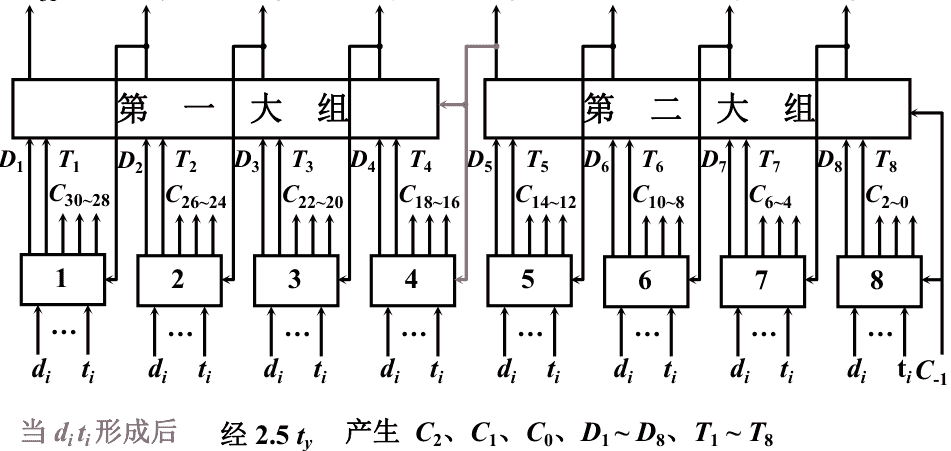 第 一 大 组 第 二 大 组
D1 T1 D2 T2 D3 T3 D4 T4 D5 T5 D6 T6 D7 T7 D8 T8
C30~28 C26~24 C22~20 C18~16 C14~12 C10~8 C6~4 C2~0
1 2 3 4 5 6 7 8
… … … … … … … …
di ti di ti di ti di ti di ti di ti di ti di ti C-1
当 di ti 形成后 经 2.5 ty 产生 C2、C1、C0、D1 ~ D8、T1 ~ T8